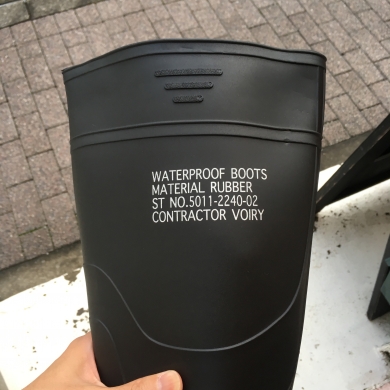 WATERPROOF BOOTS
MATERIAL RUBBER
ST NO.5011-2240-02
CONTRACTOR VOIRY